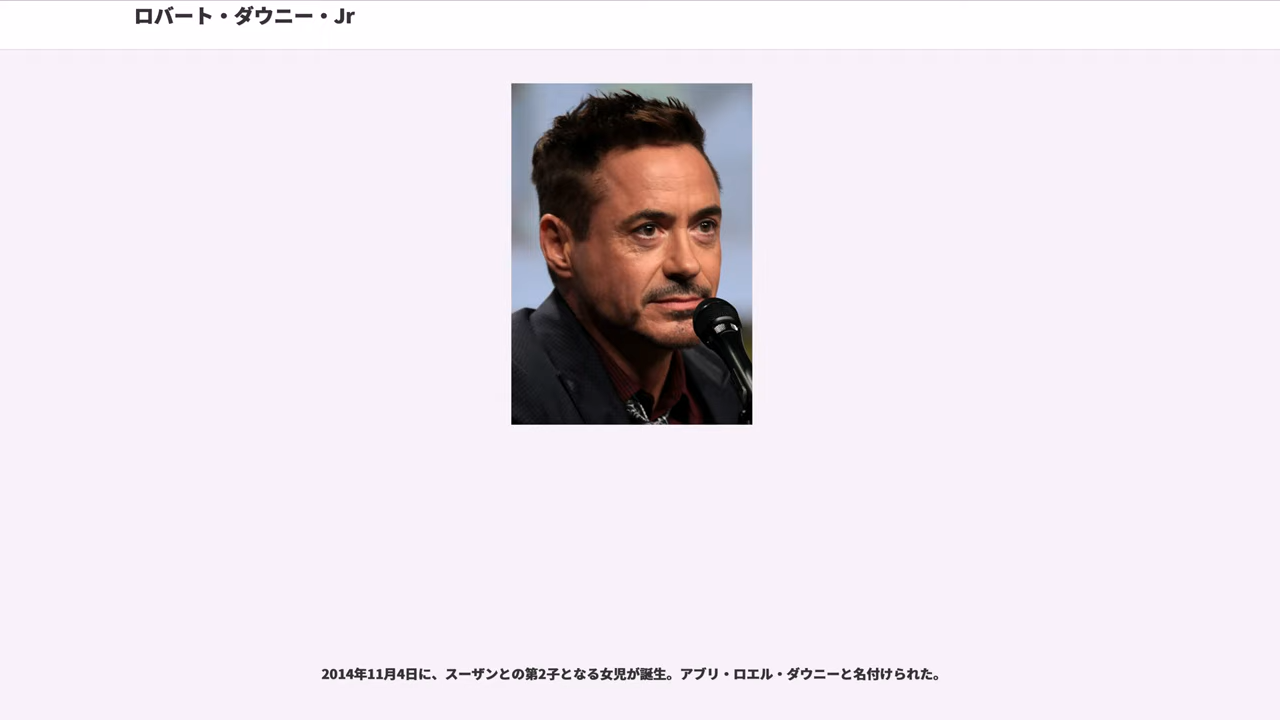 ロバート・ダウニー・Jr
2014年11月4日に、スーザンとの第2子となる女児が誕生。アブリ・ロエル・ダウニーと名付けられた。